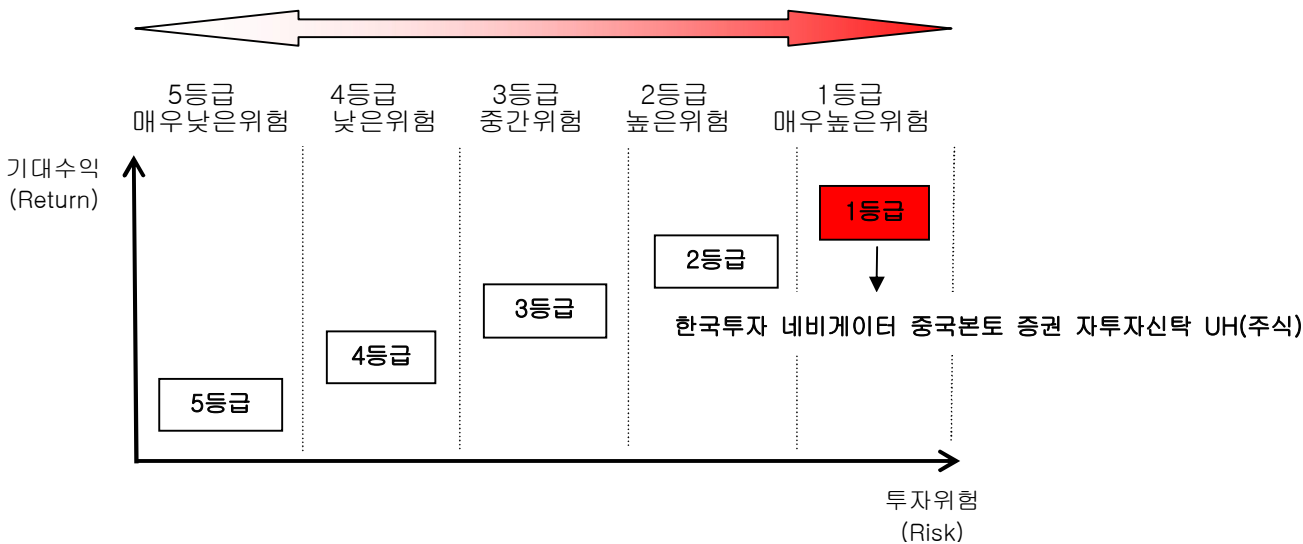 5등급 4등급 3등급 2등급 1등급
매우낮은위험 낮은위험 중간위험 높은위험 매우높은위험
기대수익
(Return)
1등급
2등급
3등급
한국투자 네비게이터 중국본토 증권 자투자신탁 UH(주식)
4등급
5등급
투자위험
(Risk)